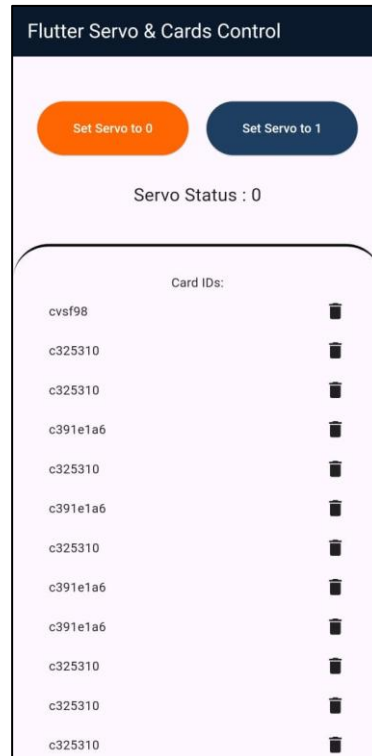 Flutter Servo & Cards Control
Set Servo to 0 Set Servo to 1
Servo Status : 0
Card IDs:
cvsf98
c325310
c325310
c391e1a6
c325310
c391e1a6
c325310
c391e1a6
c391e1a6
c325310
c325310
c325310